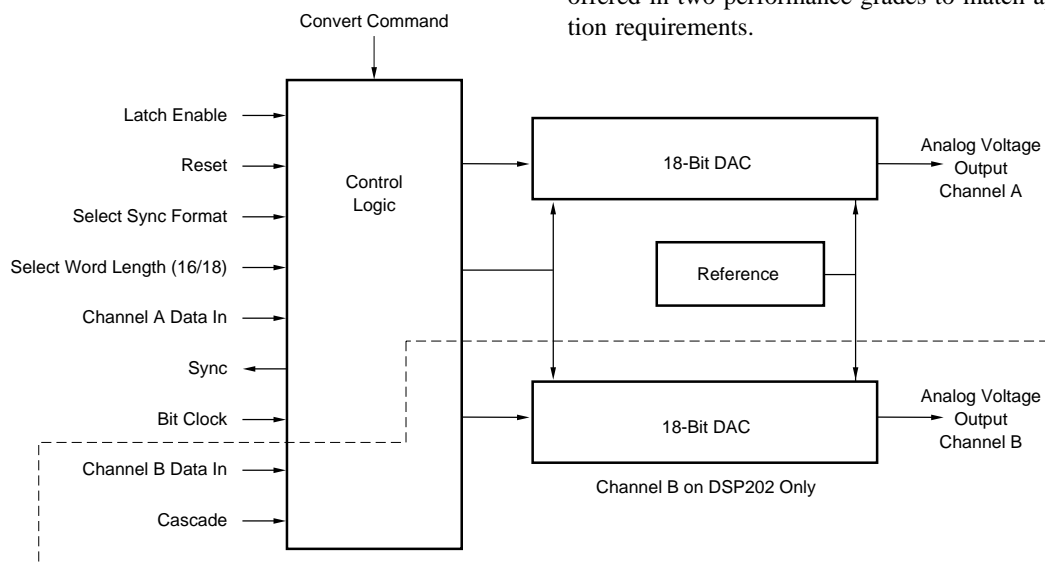 offered in two performance grades to match
tion requirements.
Convert Command
Latch Enable
Reset
Select Sync Format
Select Word Length (16/18)
Channel A Data In
Sync
Bit Clock
Channel B Data In
Cascade
Control
Logic
18-Bit DAC
Reference
18-Bit DAC
Channel B on DSP202 Only
Analog Voltage
Output
Channel A
Analog Voltage
Output
Channel B